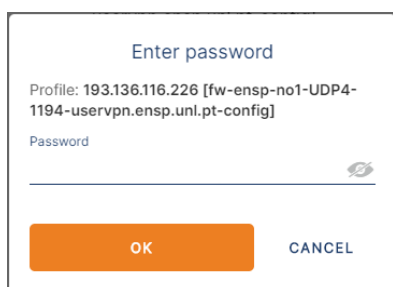 Enter password
Profile: 193.136.116.226 [fw-ensp-no1-UDP4-
1194-uservpn.ensp.unl.pt-config]
Password
OK
CANCEL